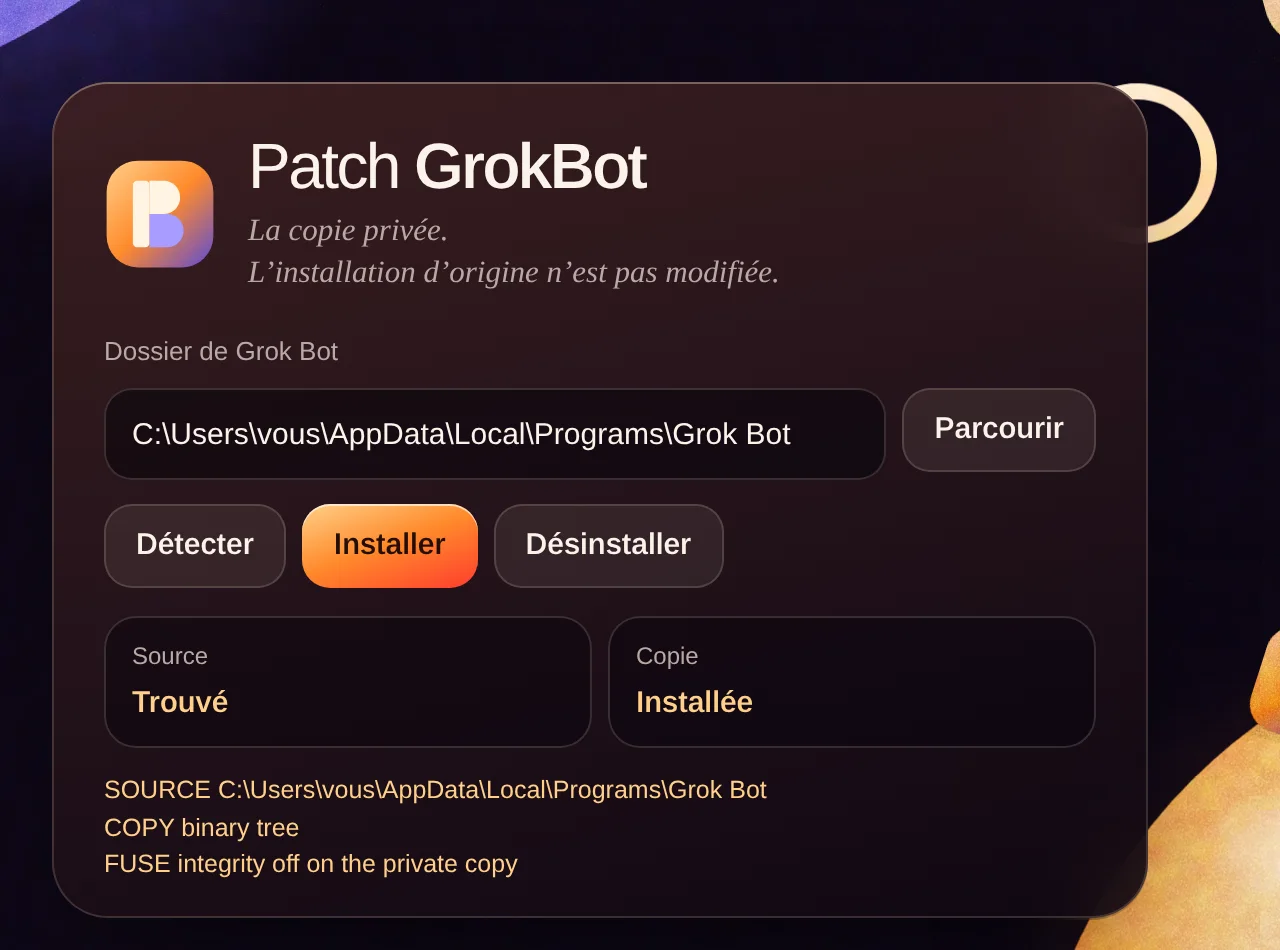 Patch GrokBot
La copie privée.
L’installation d’origine n’est pas modifiée.
Dossier de Grok Bot
C:\Users\vous\AppData\Local\Programs\Grok Bot
Parcourir
Détecter
Installer
Désinstaller
Source
Copie
Trouvé
Installée
SOURCE C:\Users\vous\AppData\Local\Programs\Grok Bot
COPY binary tree
FUSE integrity off on the private copy